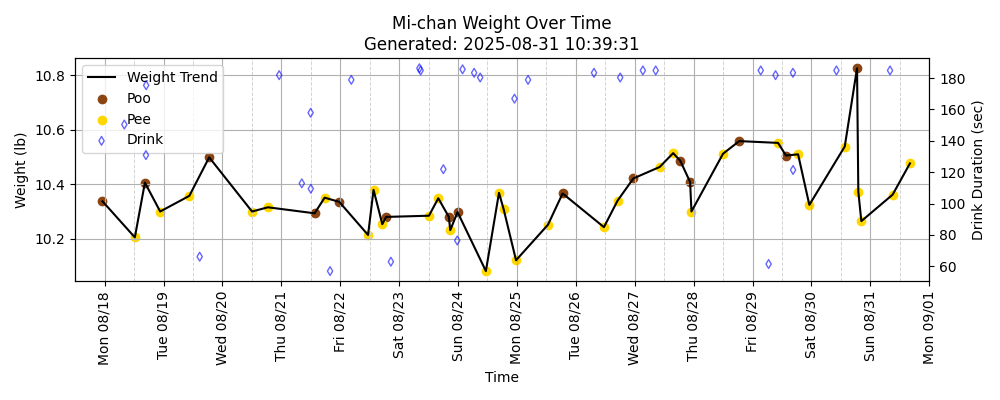 Mi-chan Weight Over Time
Generated: 2025-08-31 10:39:31
Weight (lb)
10.8
10.6
10.4
10.2
Weight Trend
Poo
Pee
Drink
180
160
140
120
100
80
60
Drink Duration (sec)
Mon 08/18
Tue 08/19
Wed 08/20
Thu 08/21
Fri 08/22
Sat 08/23
Sun 08/24
Mon 08/25
Tue 08/26
Wed 08/27
Thu 08/28
Fri 08/29
Sat 08/30
Sun 08/31
Mon 09/01
Time